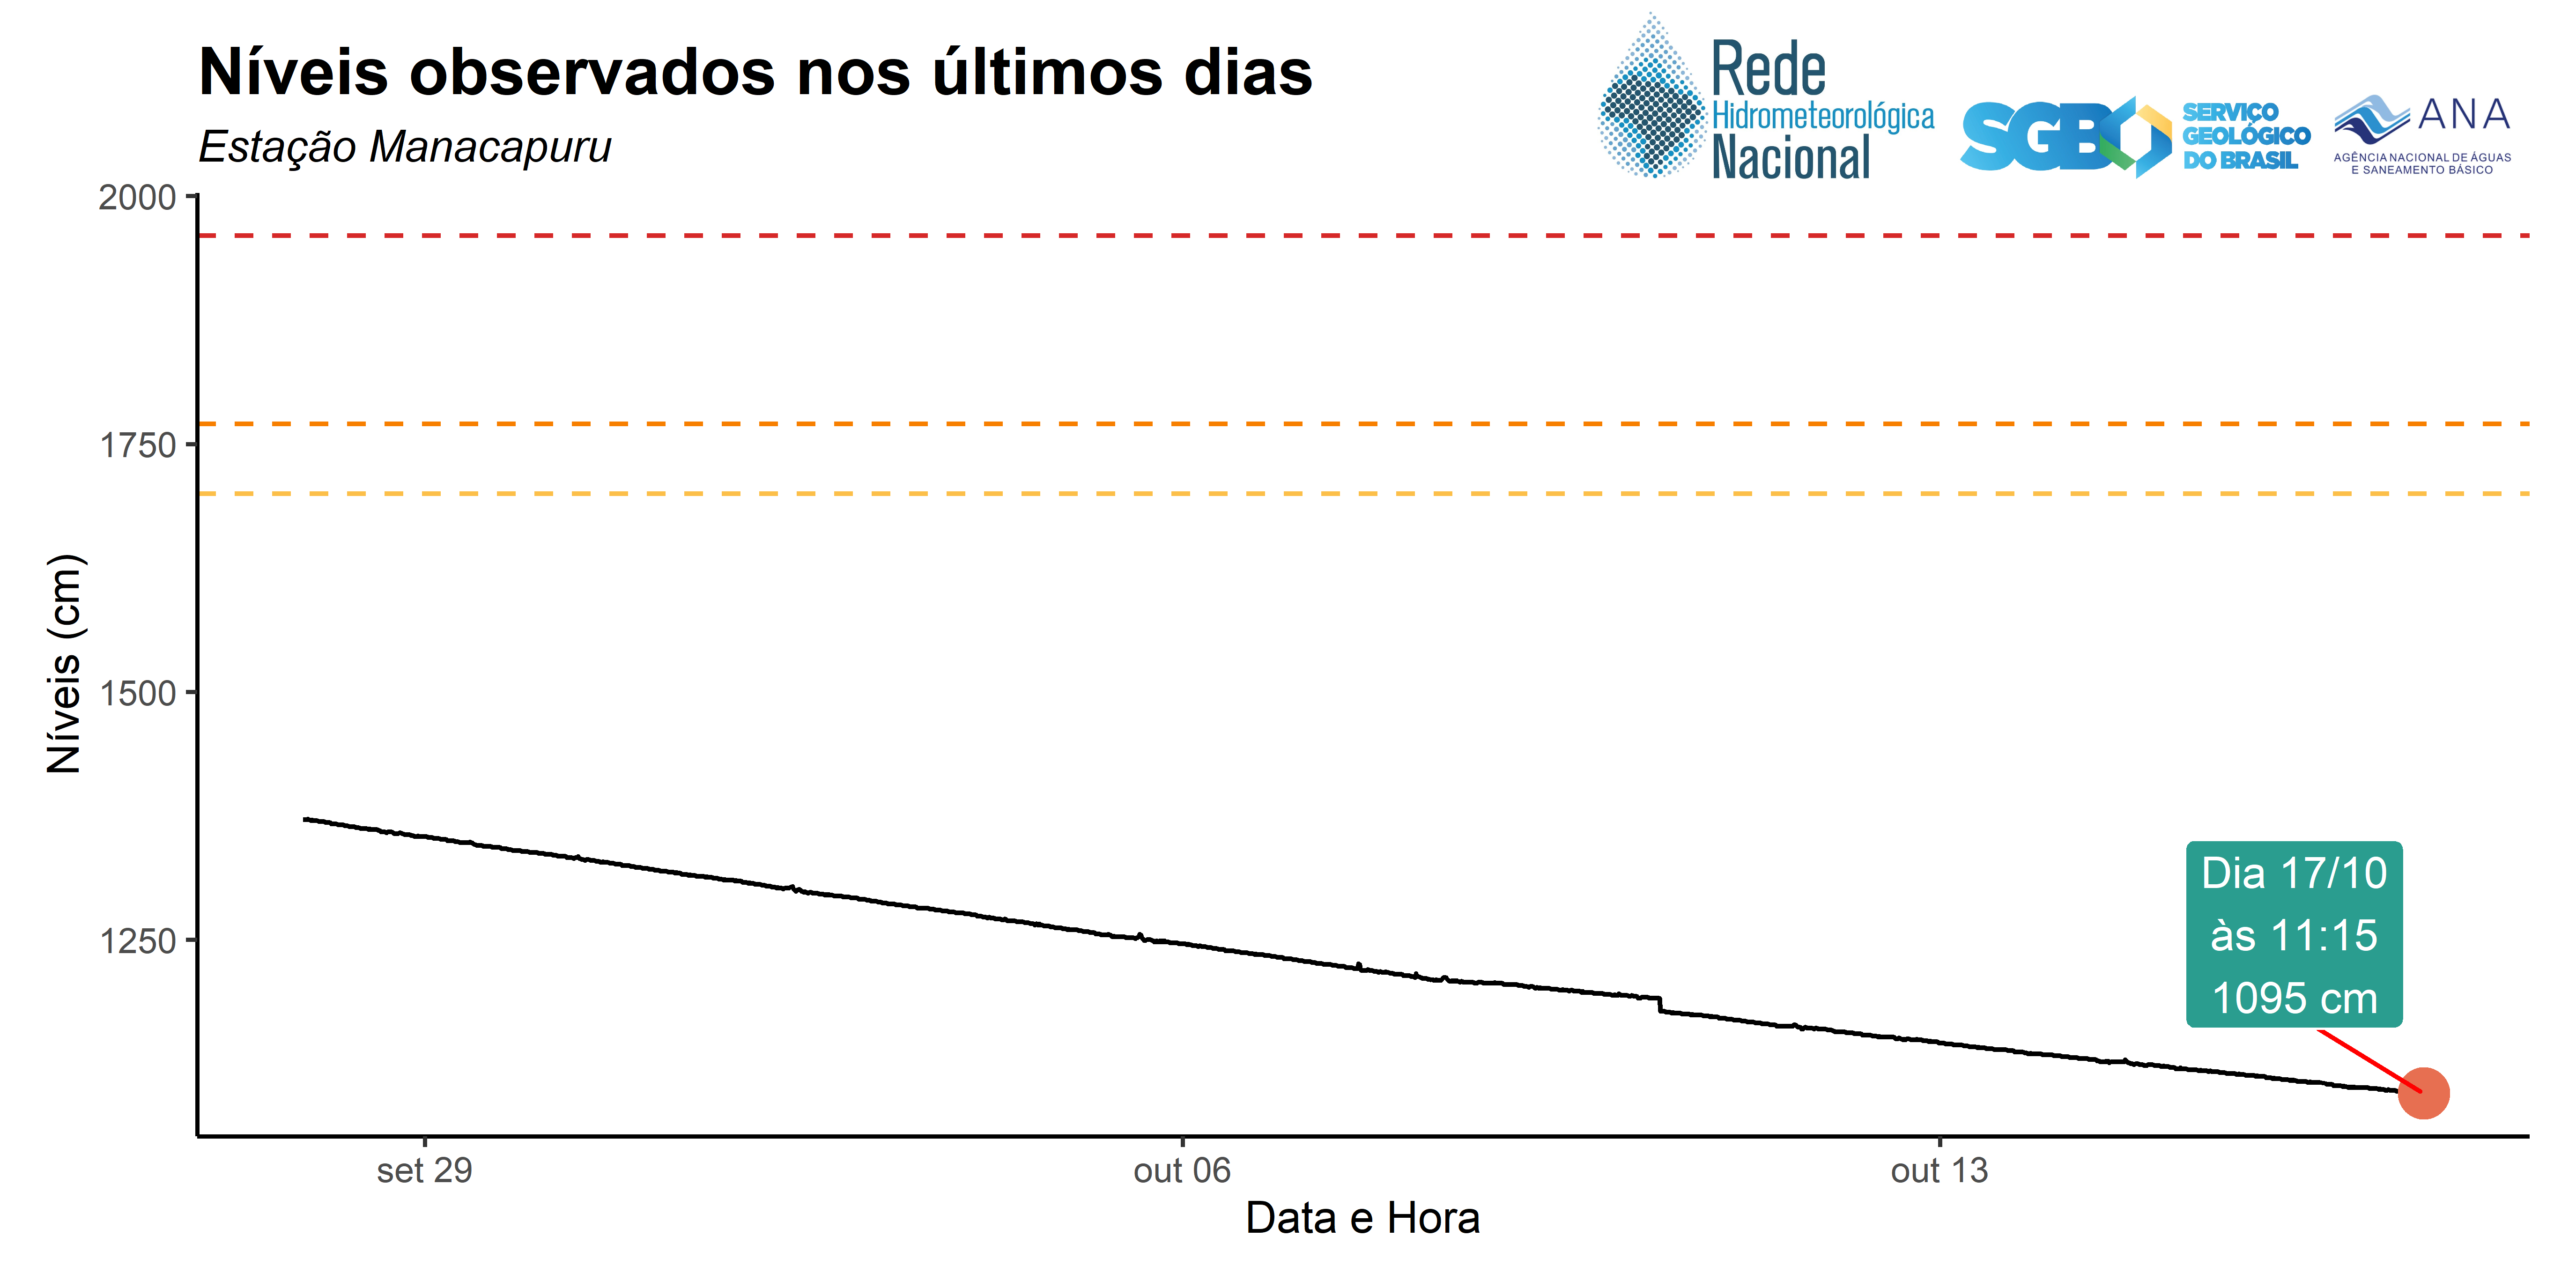 Níveis observados nos últimos dias
Estação Manacapuru
Rede
Hidrometeorológica
Nacional
SGB
SERVIÇO
GEOLÓGICO
DO BRASIL
ANA
AGÊNCIA NACIONAL DE ÁGUAS
E SANEAMENTO BÁSICO
2000
1750
1500
1250
Níveis (cm)
Dia 17/10
às 11:15
1095 cm
set 29
out 06
out 13
Data e Hora